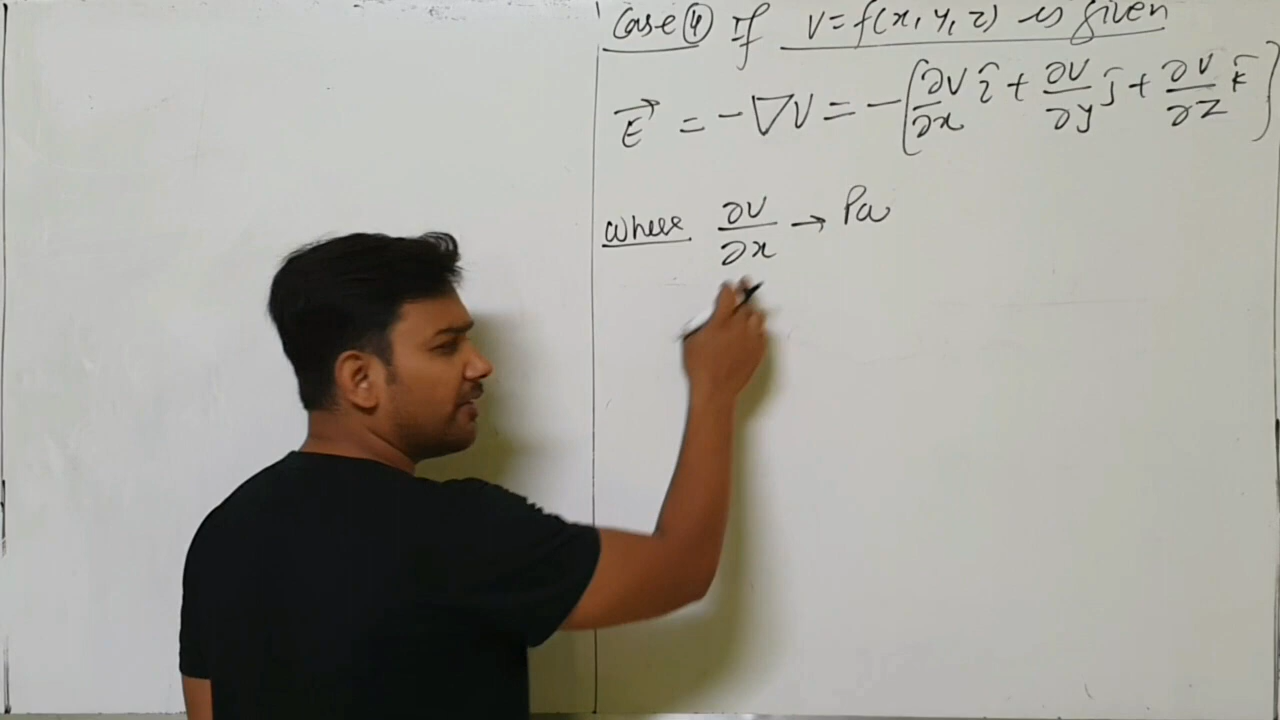 Case ④ If V = f(x, y, z) is given
E⃗ = -∇V = -(∂V/∂x î + ∂V/∂y ĵ + ∂V/∂z k̂)
where ∂V/∂x → Pa